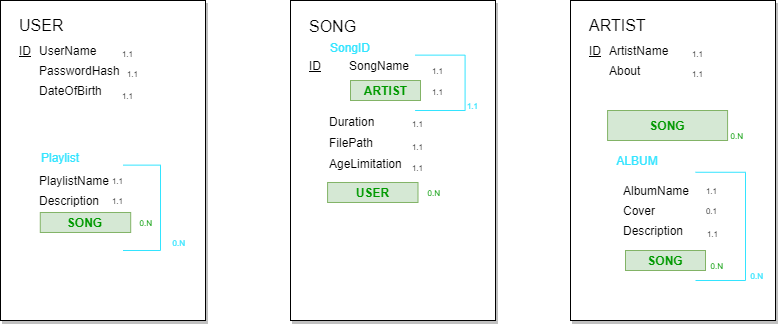 USER
ID UserName 1.1
PasswordHash 1.1
DateOfBirth 1.1
Playlist
PlaylistName 1.1
Description 1.1
SONG 0.N
0.N
SONG
SongID
ID SongName 1.1
ARTIST 1.1
1.1
Duration 1.1
FilePath 1.1
AgeLimitation 1.1
USER 0.N
ARTIST
ID ArtistName 1.1
About 1.1
SONG
0.N
ALBUM
AlbumName 1.1
Cover 0.1
Description 1.1
SONG 0.N
0.N